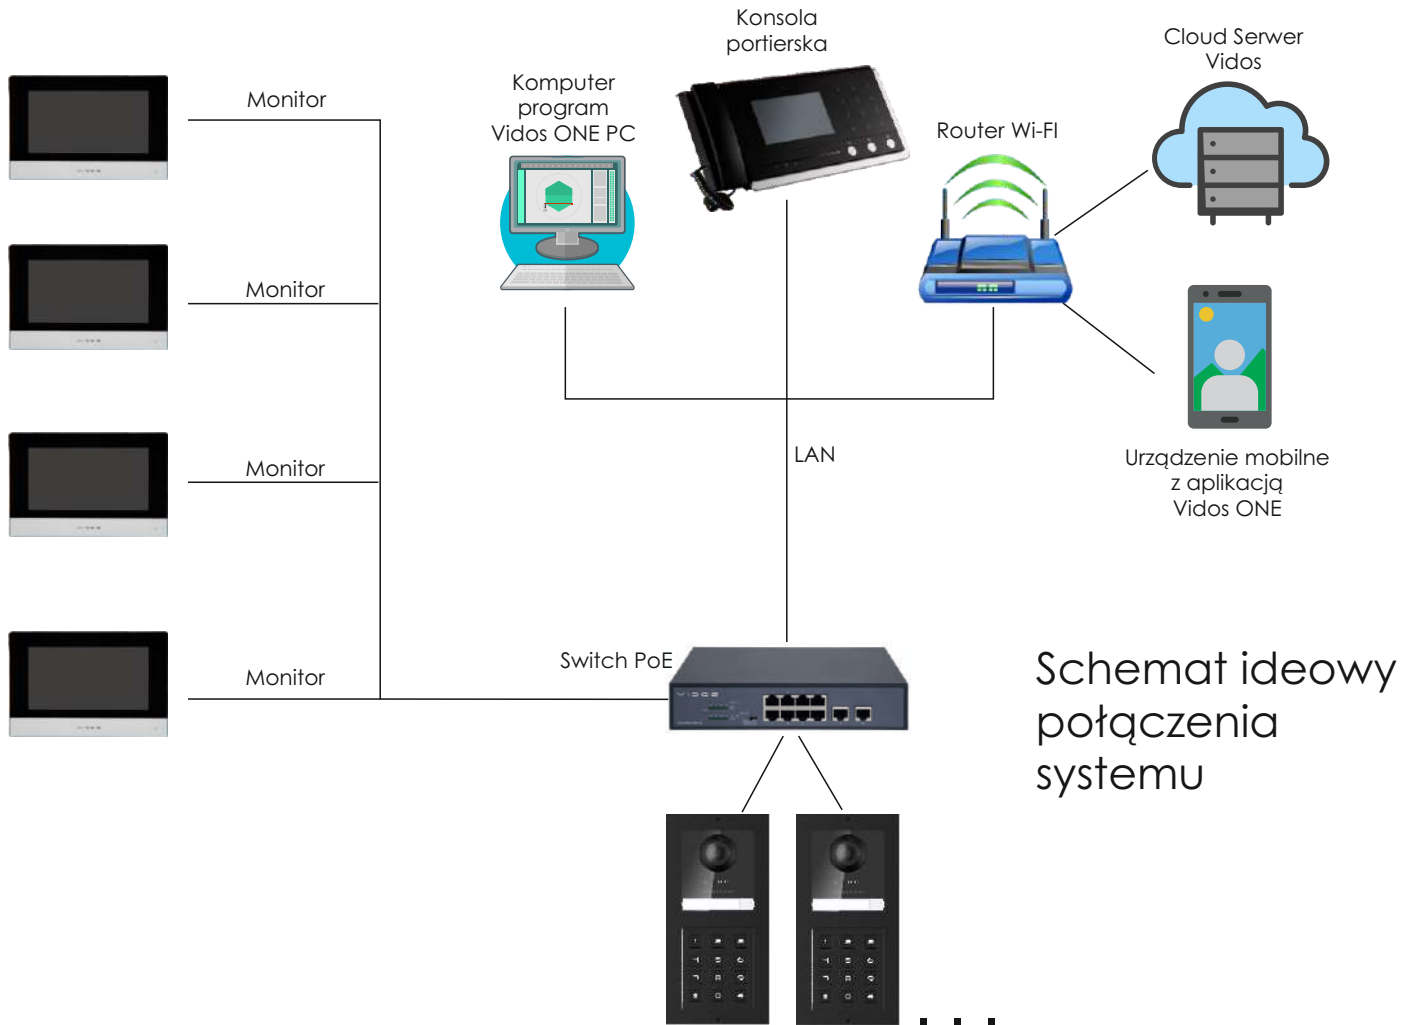 Konsola
portierska
Cloud Serwer
Vidos
Komputer
program
Vidos ONE PC
Monitor
Router Wi-FI
Monitor
LAN
Monitor
Urządzenie mobilne
z aplikacją
Vidos ONE
Switch PoE
Monitor
VIDOS
Schemat ideowy
połączenia
systemu
...